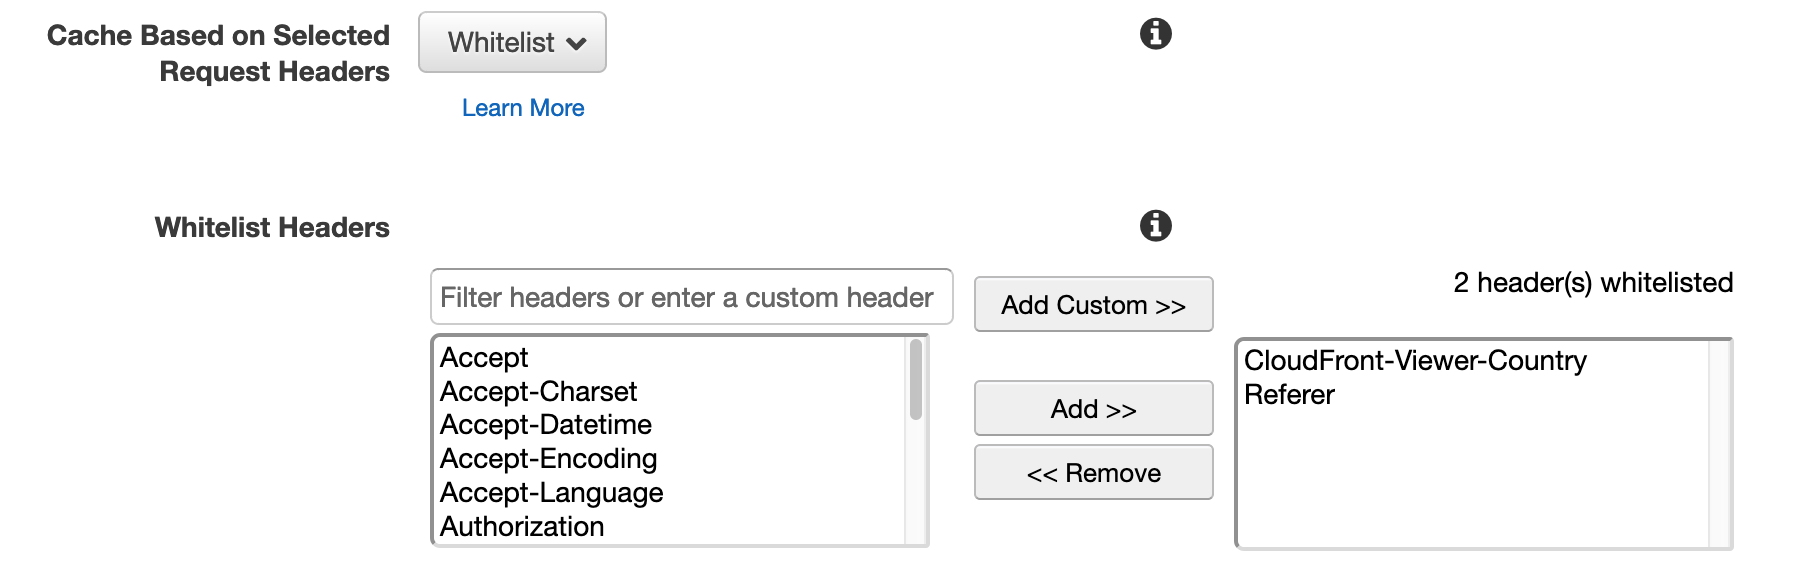 Cache Based on Selected
Request Headers
Whitelist
Learn More
Whitelist Headers
Filter headers or enter a custom header
Add Custom >>
2 header(s) whitelisted
Accept
Accept-Charset
Accept-Datetime
Accept-Encoding
Accept-Language
Authorization
Add >>
<< Remove
CloudFront-Viewer-Country
Referer